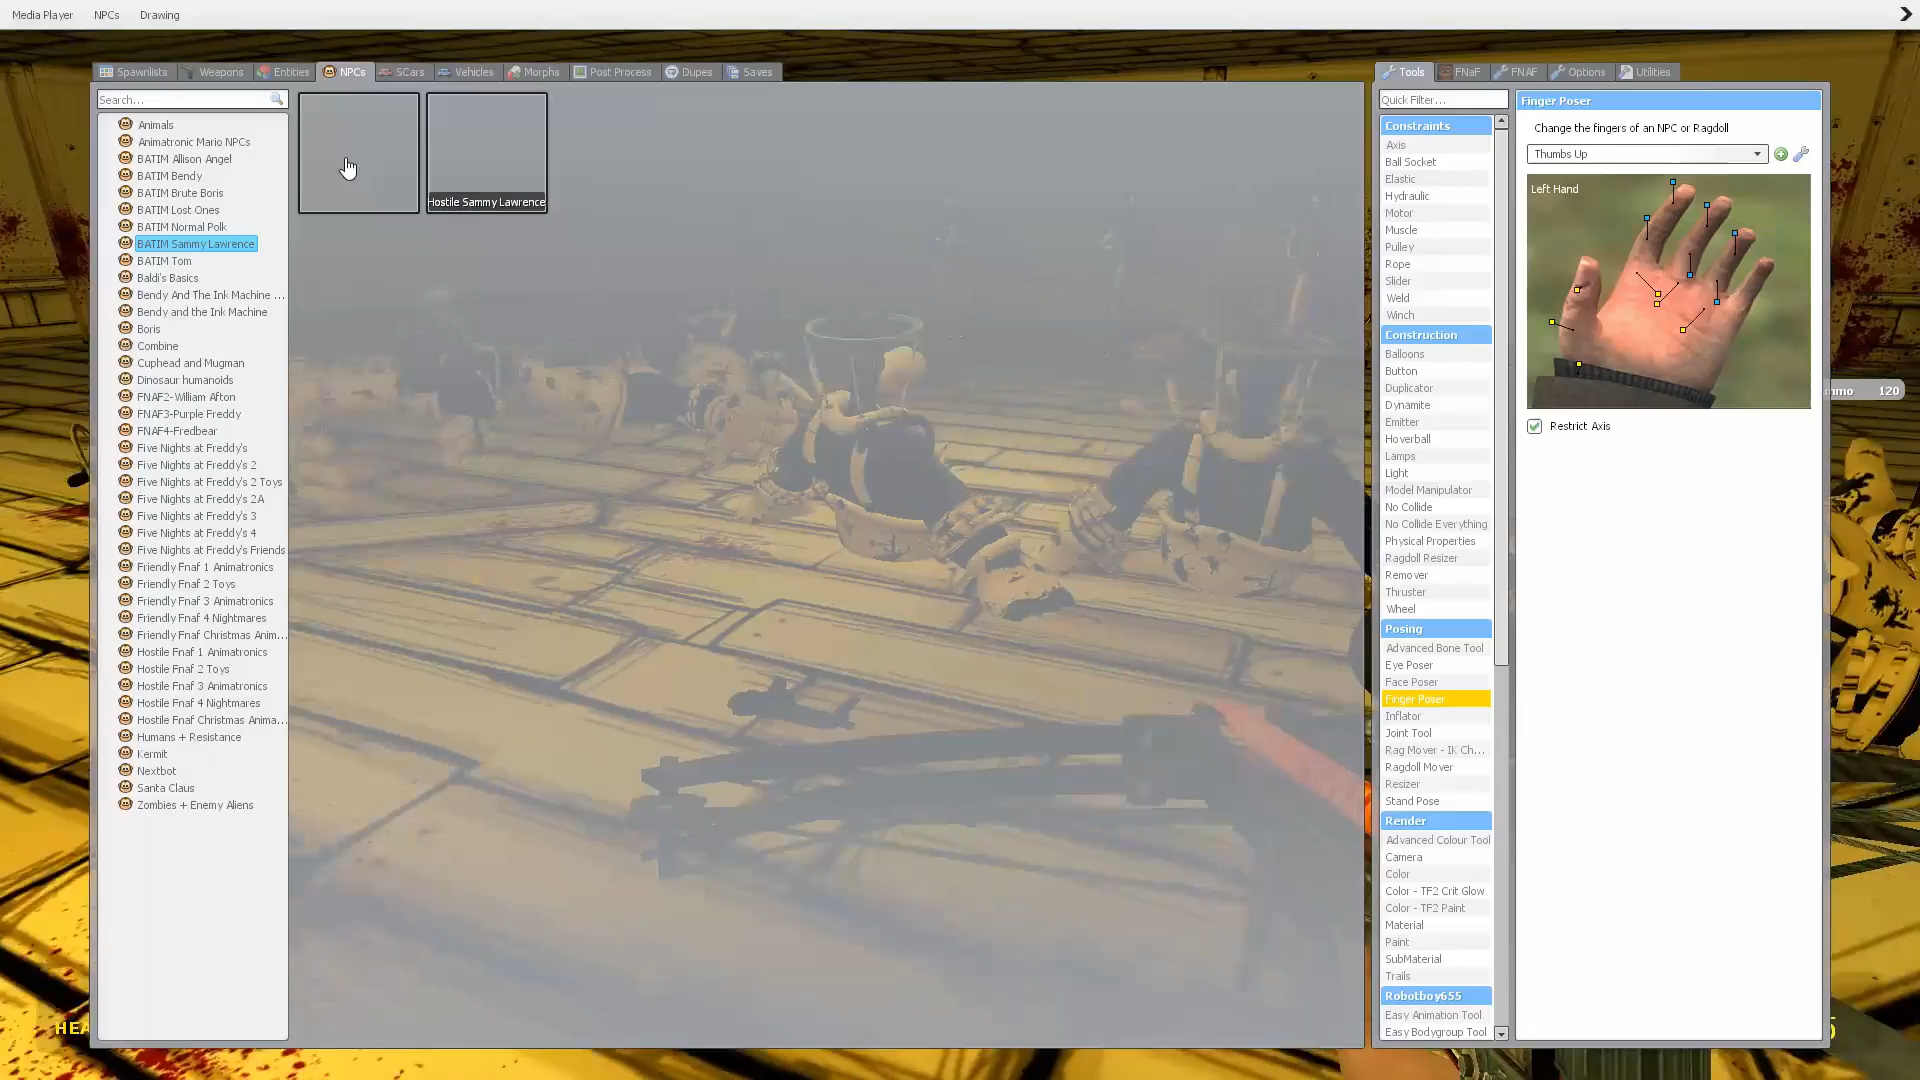 Media Player NPCs Drawing
Spawnlists Weapons Entities NPCs SCars Vehicles Morphs Post Process Dupes Saves
Search...
Animals
Animatronic Mario NPCs
BATIM Allison Angel
BATIM Bendy
BATIM Brute Boris
BATIM Lost Ones
BATIM Normal Polk
BATIM Sammy Lawrence
BATIM Tom
Baldi's Basics
Bendy And The Ink Machine ...
Bendy and the Ink Machine
Boris
Combine
Cuphead and Mugman
Dinosaur humanoids
FNAF2-William Afton
FNAF3-Purple Freddy
FNAF4-Fredbear
Five Nights at Freddy's
Five Nights at Freddy's 2
Five Nights at Freddy's 2 Toys
Five Nights at Freddy's 2A
Five Nights at Freddy's 3
Five Nights at Freddy's 4
Five Nights at Freddy's Friends
Friendly Fnaf 1 Animatronics
Friendly Fnaf 2 Toys
Friendly Fnaf 3 Animatronics
Friendly Fnaf 4 Nightmares
Friendly Fnaf Christmas Anim...
Hostile Fnaf 1 Animatronics
Hostile Fnaf 2 Toys
Hostile Fnaf 3 Animatronics
Hostile Fnaf 4 Nightmares
Hostile Fnaf Christmas Anima...
Humans + Resistance
Kermit
Nextbot
Santa Claus
Zombies + Enemy Aliens
Hostile Sammy Lawrence
Tools FNaF FNAF Options Utilities
Quick Filter...
Constraints
Axis
Ball Socket
Elastic
Hydraulic
Motor
Muscle
Pulley
Rope
Slider
Weld
Winch
Construction
Balloons
Button
Duplicator
Dynamite
Emitter
Hoverball
Lamps
Light
Model Manipulator
No Collide
No Collide Everything
Physical Properties
Ragdoll Resizer
Remover
Thruster
Wheel
Posing
Advanced Bone Tool
Eye Poser
Face Poser
Finger Poser
Inflator
Joint Tool
Rag Mover - IK Ch...
Ragdoll Mover
Resizer
Stand Pose
Render
Advanced Colour Tool
Camera
Color
Color - TF2 Crit Glow
Color - TF2 Paint
Material
Paint
SubMaterial
Trails
Robotboy655
Easy Animation Tool
Easy Bodygroup Tool
Finger Poser
Change the fingers of an NPC or Ragdoll
Thumbs Up
Left Hand
Restrict Axis
mmo 120
HEA